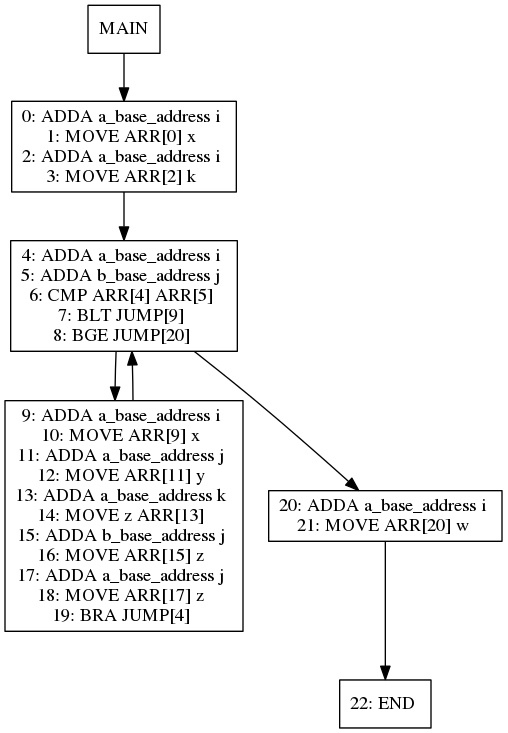 MAIN
0: ADDA a_base_address i
1: MOVE ARR[0] x
2: ADDA a_base_address i
3: MOVE ARR[2] k
4: ADDA a_base_address i
5: ADDA b_base_address j
6: CMP ARR[4] ARR[5]
7: BLT JUMP[9]
8: BGE JUMP[20]
9: ADDA a_base_address i
10: MOVE ARR[9] x
11: ADDA a_base_address j
12: MOVE ARR[11] y
13: ADDA a_base_address k
14: MOVE z ARR[13]
15: ADDA b_base_address j
16: MOVE ARR[15] z
17: ADDA a_base_address j
18: MOVE ARR[17] z
19: BRA JUMP[4]
20: ADDA a_base_address i
21: MOVE ARR[20] w
22: END